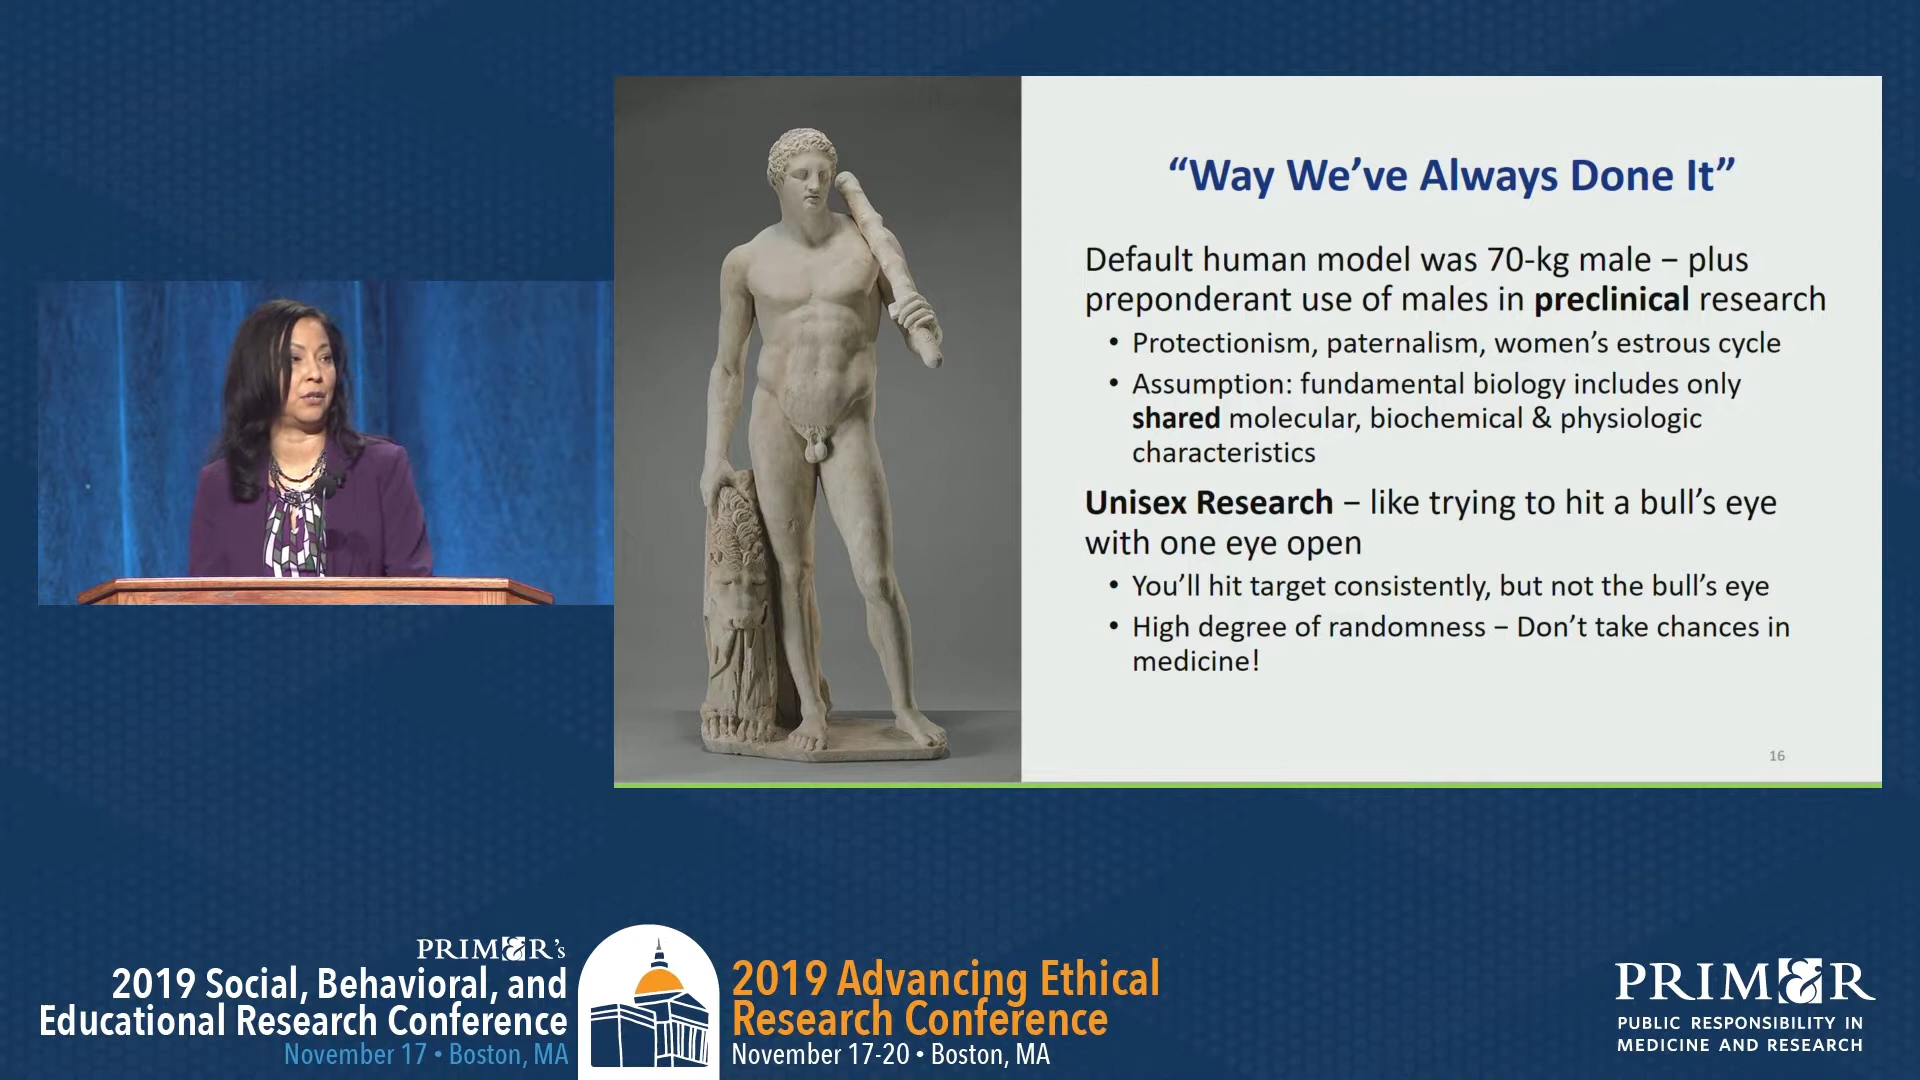 “Way We’ve Always Done It”
Default human model was 70-kg male – plus
preponderant use of males in preclinical research
• Protectionism, paternalism, women’s estrous cycle
• Assumption: fundamental biology includes only
shared molecular, biochemical & physiologic
characteristics
Unisex Research – like trying to hit a bull’s eye
with one eye open
• You’ll hit target consistently, but not the bull’s eye
• High degree of randomness – Don’t take chances in
medicine!
16
PRIM&R’s
2019 Social, Behavioral, and
Educational Research Conference
November 17 • Boston, MA
2019 Advancing Ethical
Research Conference
November 17-20 • Boston, MA
PRIM&R
PUBLIC RESPONSIBILITY IN
MEDICINE AND RESEARCH